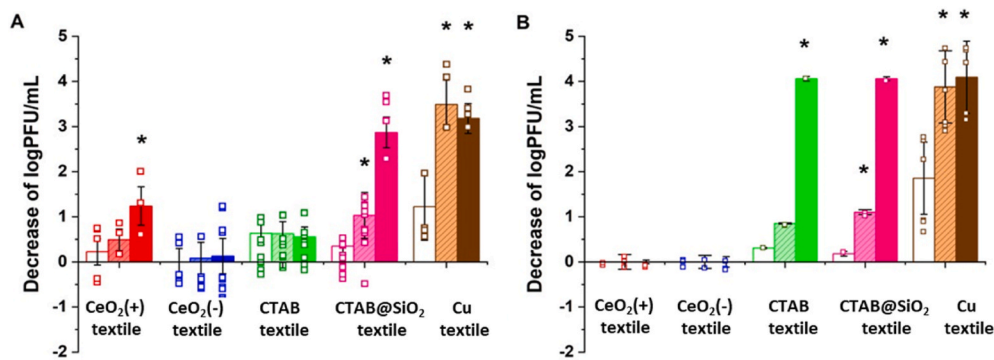 A
Decrease of logPFU/mL
5
4
3
2
1
0
-1
-2
*
*
*
*
*
CeO₂(+)
textile
CeO₂(-)
textile
CTAB
textile
CTAB@SiO₂
textile
Cu
textile
B
Decrease of logPFU/mL
5
4
3
2
1
0
-1
-2
*
*
*
*
*
CeO₂(+)
textile
CeO₂(-)
textile
CTAB
textile
CTAB@SiO₂
textile
Cu
textile